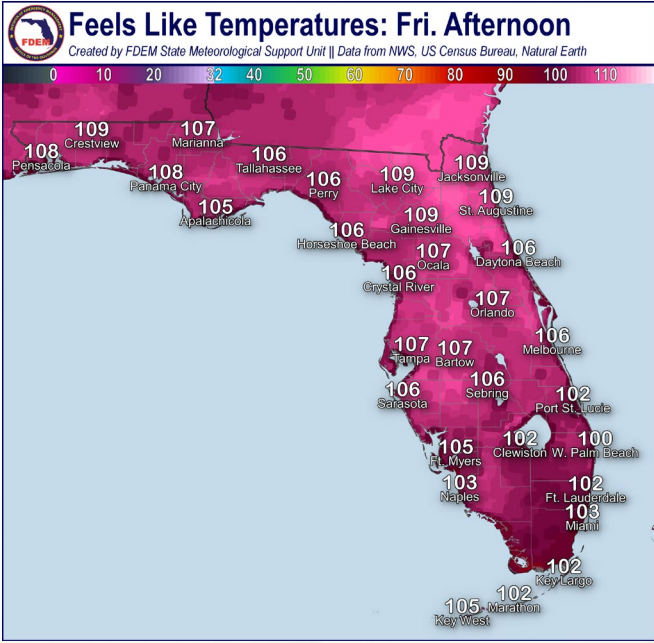 Feels Like Temperatures: Fri. Afternoon
Created by FDEM State Meteorological Support Unit || Data from NWS, US Census Bureau, Natural Earth
FDEM
0 10 20 32 40 50 60 70 80 90 100 110
109
Crestview
107
Marianna
108
Pensacola
106
Tallahassee
108
Panama City
106
Perry
109
Lake City
109
Jacksonville
105
Apalachicola
109
St. Augustine
109
Gainesville
106
Horseshoe Beach
107
Ocala
106
Daytona Beach
106
Crystal River
107
Orlando
107
Tampa
107
Bartow
106
Melbourne
106
Sarasota
106
Sebring
102
Port St. Lucie
105
Ft. Myers
102
Clewiston
100
W. Palm Beach
103
Naples
102
Ft. Lauderdale
103
Miami
102
Key Largo
102
Marathon
105
Key West